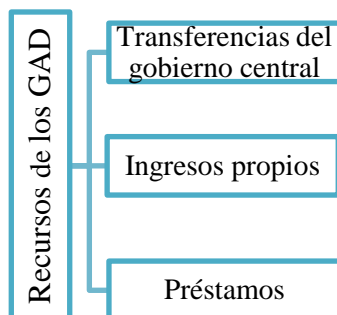 Recursos de los GAD
Transferencias del
gobierno central
Ingresos propios
Préstamos